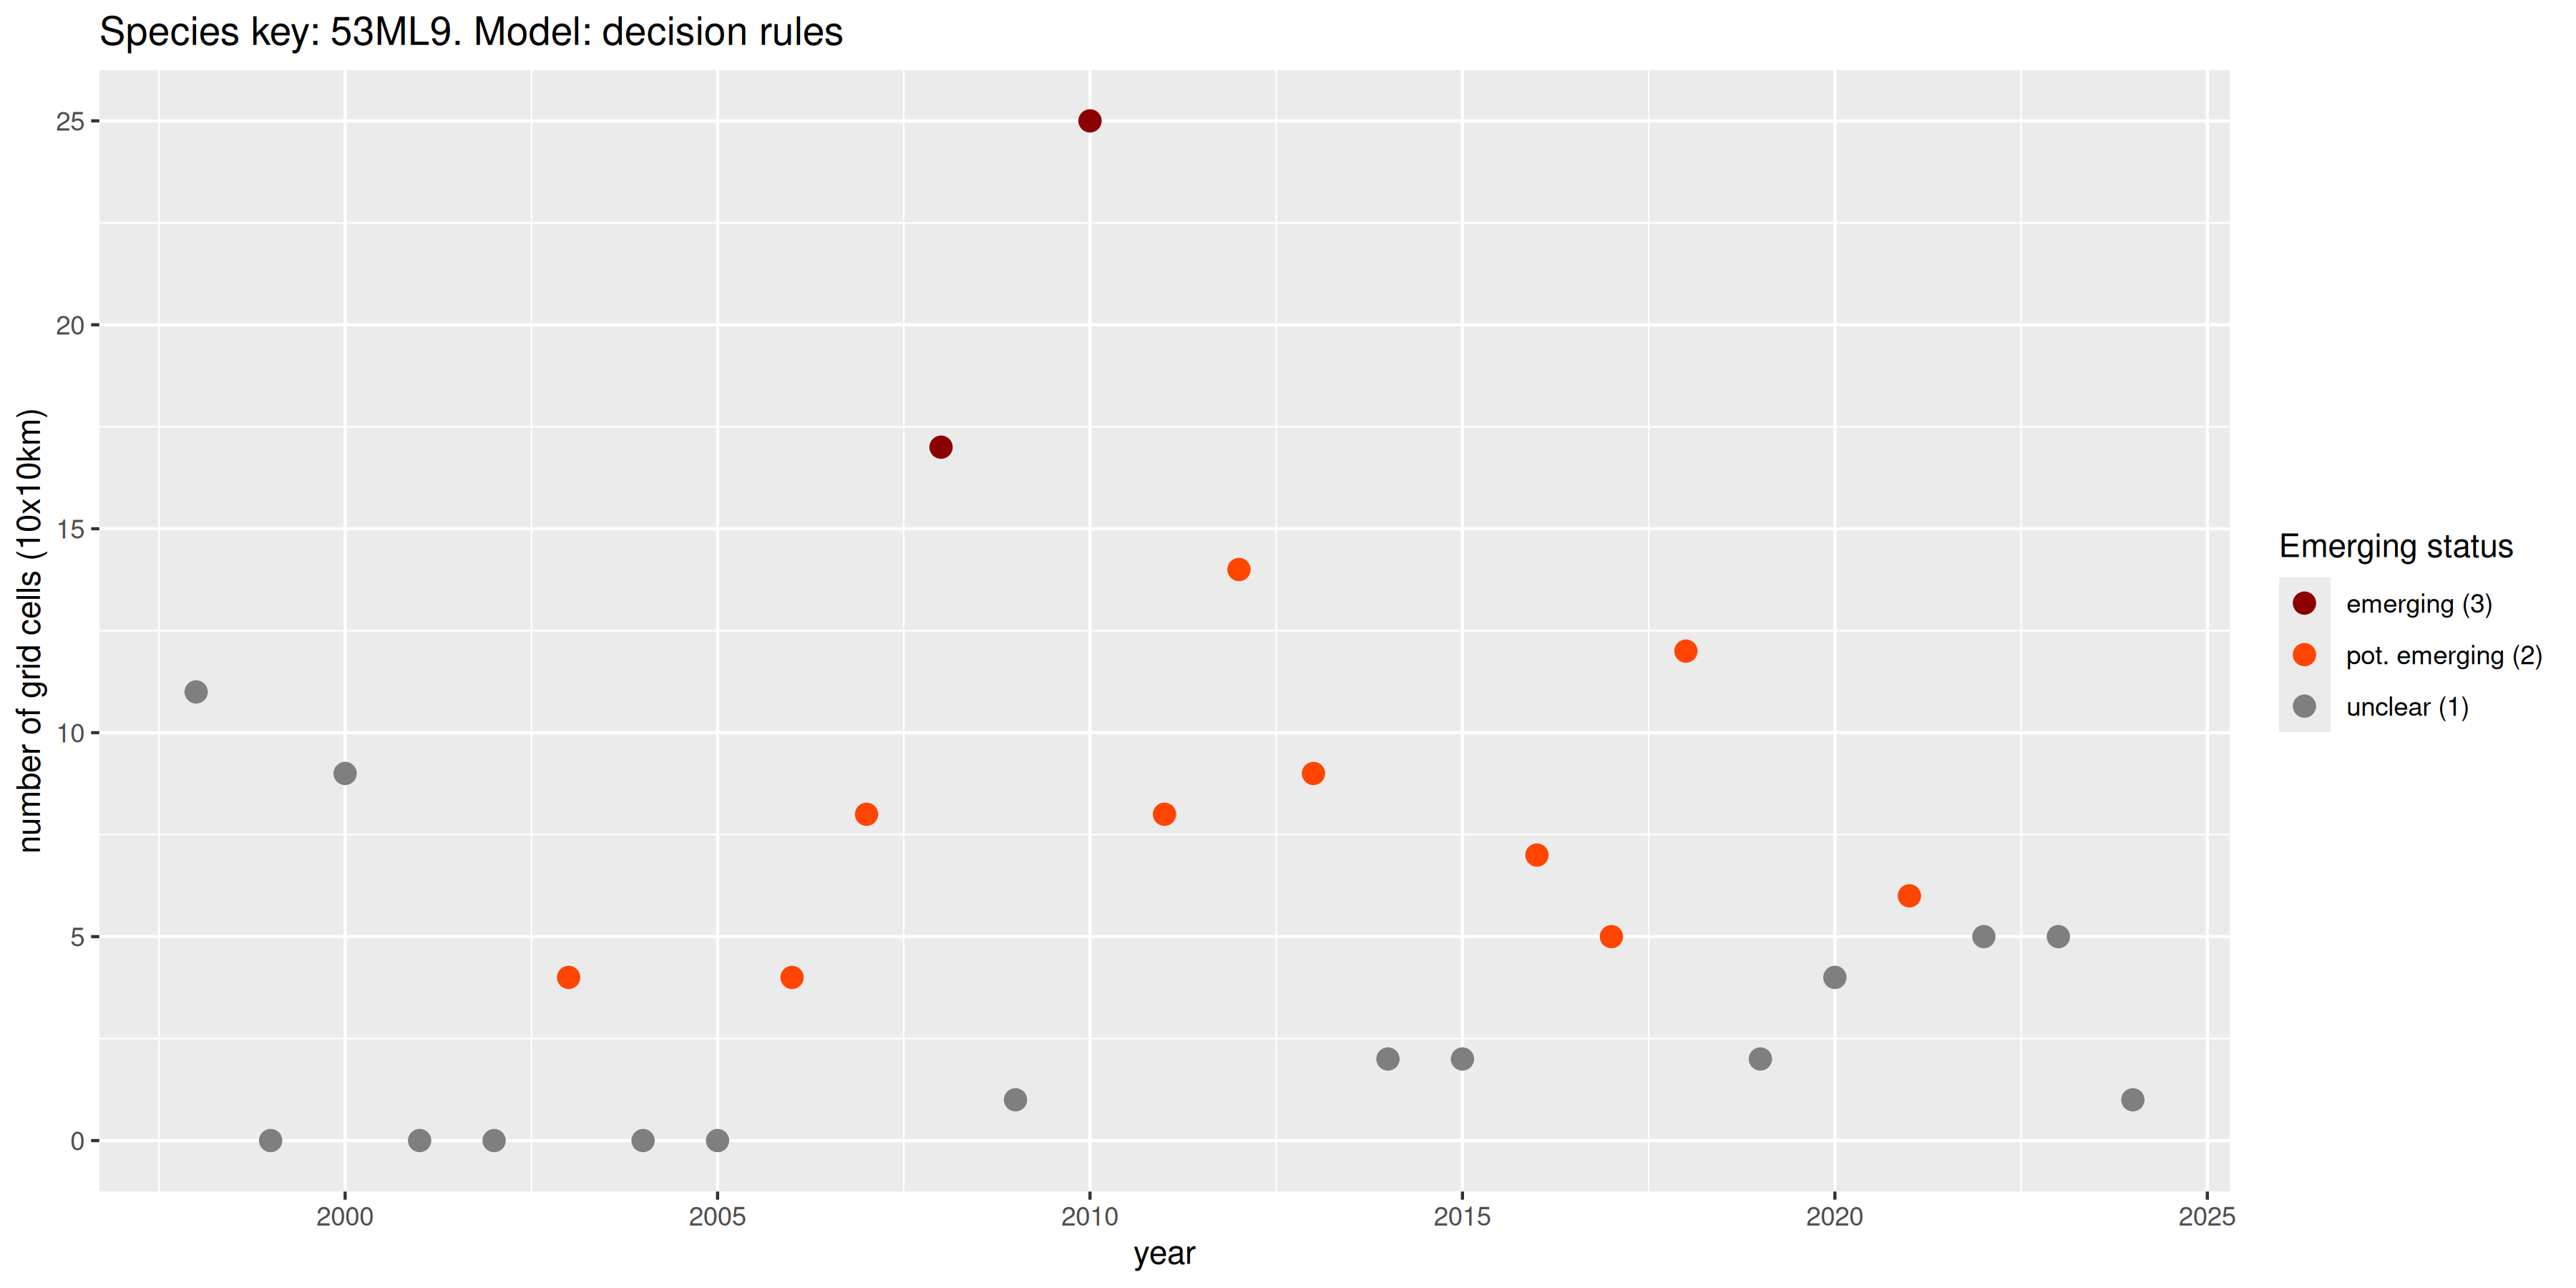 Species key: 53ML9. Model: decision rules
number of grid cells (10x10km)
25
20
15
10
5
0
2000
2005
2010
2015
2020
2025
year
Emerging status
emerging (3)
pot. emerging (2)
unclear (1)